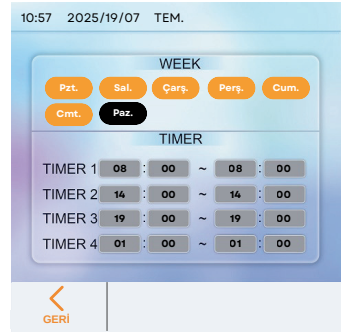 10:57 2025/19/07 TEM.
WEEK
Pzt. Sal. Çarş. Perş. Cum.
Cmt. Paz.
TIMER
TIMER 1 08 : 00 ~ 08 : 00
TIMER 2 14 : 00 ~ 14 : 00
TIMER 3 19 : 00 ~ 19 : 00
TIMER 4 01 : 00 ~ 01 : 00
GERİ